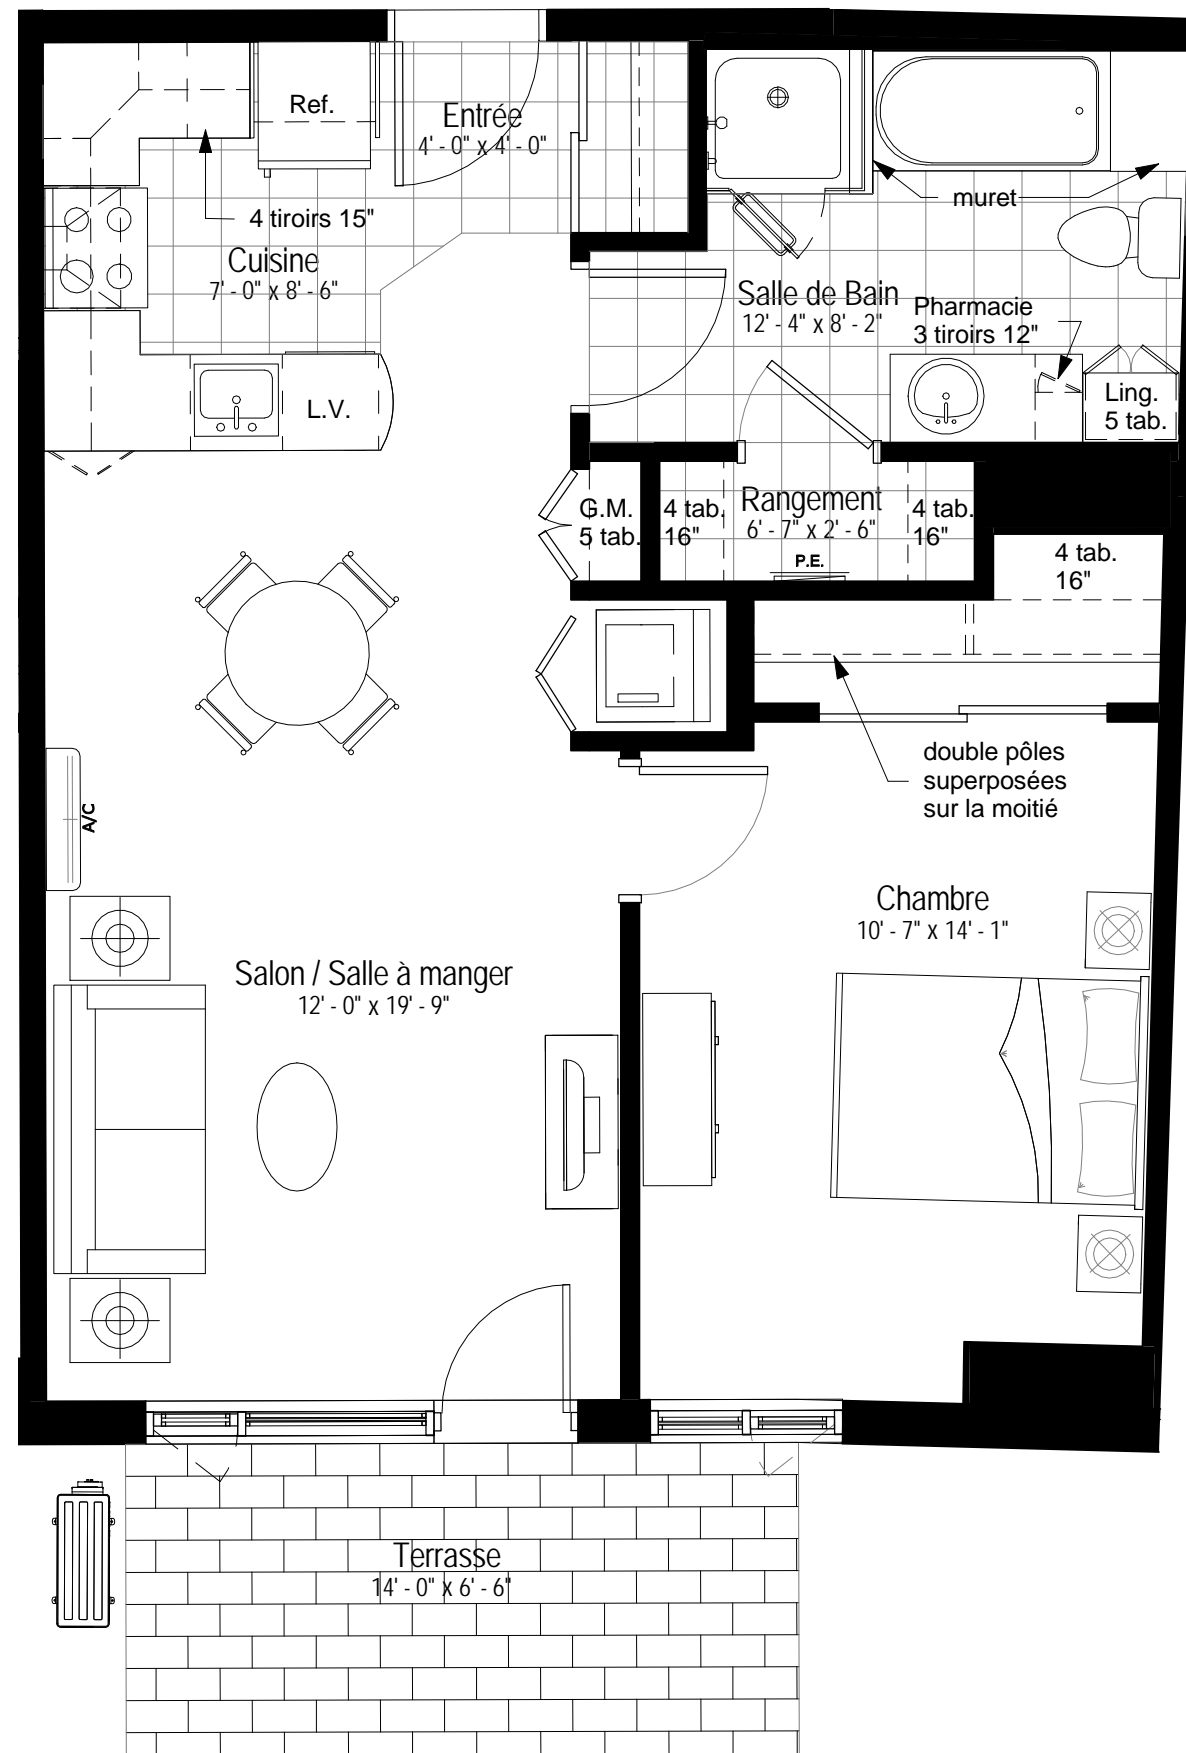 Ref.
Entrée
4' - 0" x 4' - 0"
4 tiroirs 15"
muret
Cuisine
7' - 0" x 8' - 6"
Salle de Bain
12' - 4" x 8' - 2"
Pharmacie
3 tiroirs 12"
L.V.
Ling.
5 tab.
G.M.
5 tab.
4 tab.
16"
Rangement
6' - 7" x 2' - 6"
P.E.
4 tab.
16"
4 tab.
16"
double pôles
superposées
sur la moitié
A/C
Chambre
10' - 7" x 14' - 1"
Salon / Salle à manger
12' - 0" x 19' - 9"
Terrasse
14' - 0" x 6' - 6"